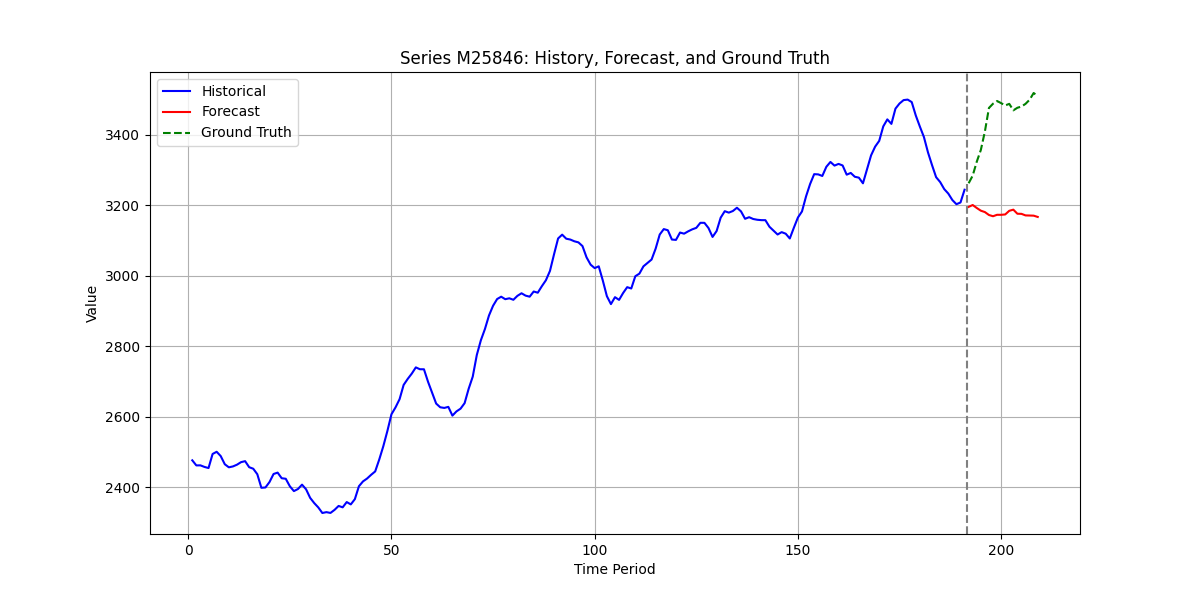 Series M25846: History, Forecast, and Ground Truth
Historical
Forecast
Ground Truth
3400
3200
3000
2800
2600
2400
Value
0 50 100 150 200
Time Period